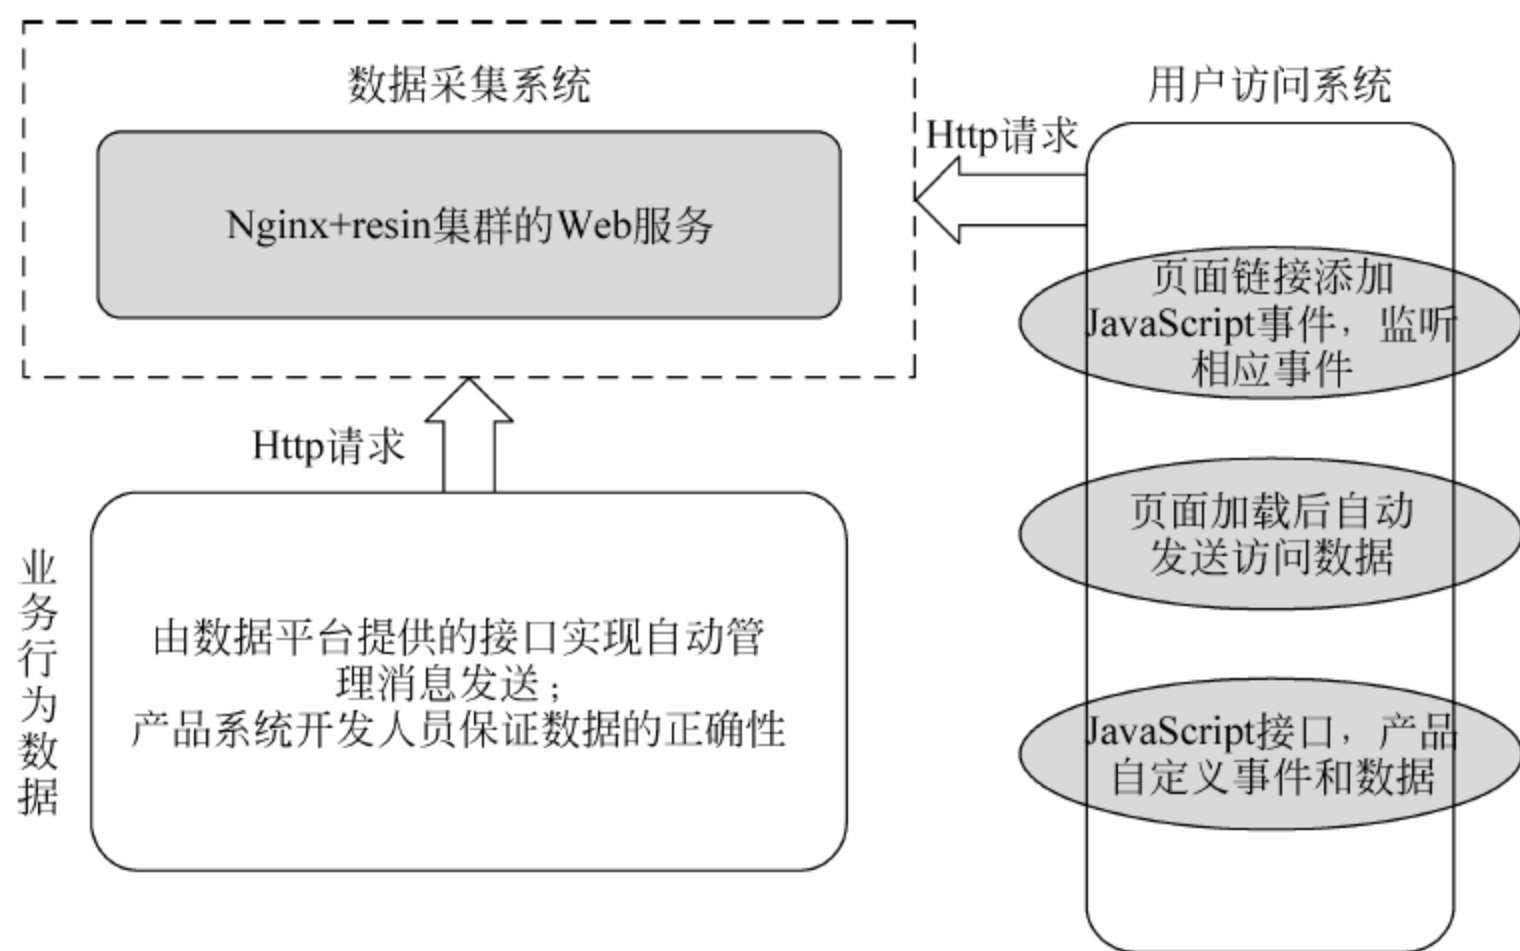 数据采集系统
Nginx+resin集群的Web服务
Http请求
用户访问系统
页面链接添加
JavaScript事件，监听
相应事件
页面加载后自动
发送访问数据
JavaScript接口，产品
自定义事件和数据
Http请求
业务行为数据
由数据平台提供的接口实现自动管
理消息发送；
产品系统开发人员保证数据的正确性